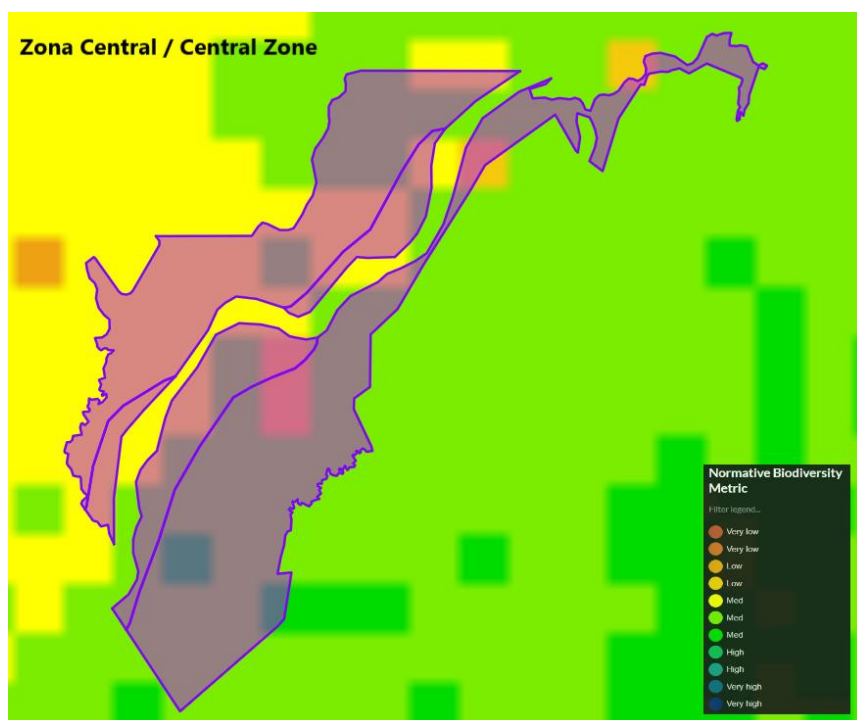 Zona Central / Central Zone
Normative Biodiversity
Metric
Filter legend...
Very low
Very low
Low
Low
Med
Med
Med
High
High
Very high
Very high